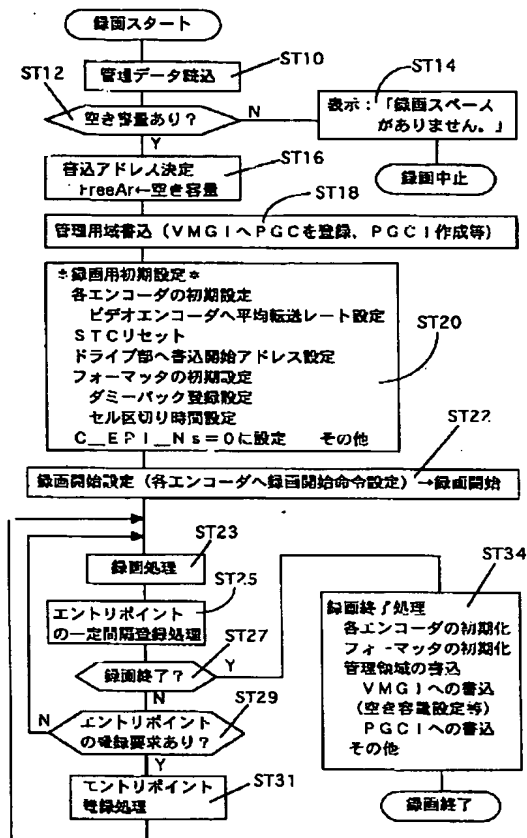 録画スタート
ST10
管理データ読込
ST12
空き容量あり？
N
Y
ST14
表示：「録画スペース
がありません。」
録画中止
ST16
書込アドレス決定
FreeAr←空き容量
ST18
管理用域書込（VMGIへPGCを登録、PGCI作成等）
＊録画用初期設定＊
各エンコーダの初期設定
ビデオエンコーダへ平均転送レート設定
STCリセット
ドライブ部へ書込開始アドレス設定
フォーマッタの初期設定
ダミーパック登録設定
セル区切り時間設定
C_EPI_Ns＝0に設定　その他
ST20
ST22
録画開始設定（各エンコーダへ録画開始命令設定）→録画開始
ST23
録画処理
ST25
エントリポイント
の一定間隔登録処理
ST27
録画終了？
Y
N
ST29
エントリポイント
の登録要求あり？
N
Y
ST31
エントリポイント
登録処理
ST34
録画終了処理
各エンコーダの初期化
フォーマッタの初期化
管理領域の書込
VMGIへの書込
（空き容量設定等）
PGCIへの書込
その他
録画終了